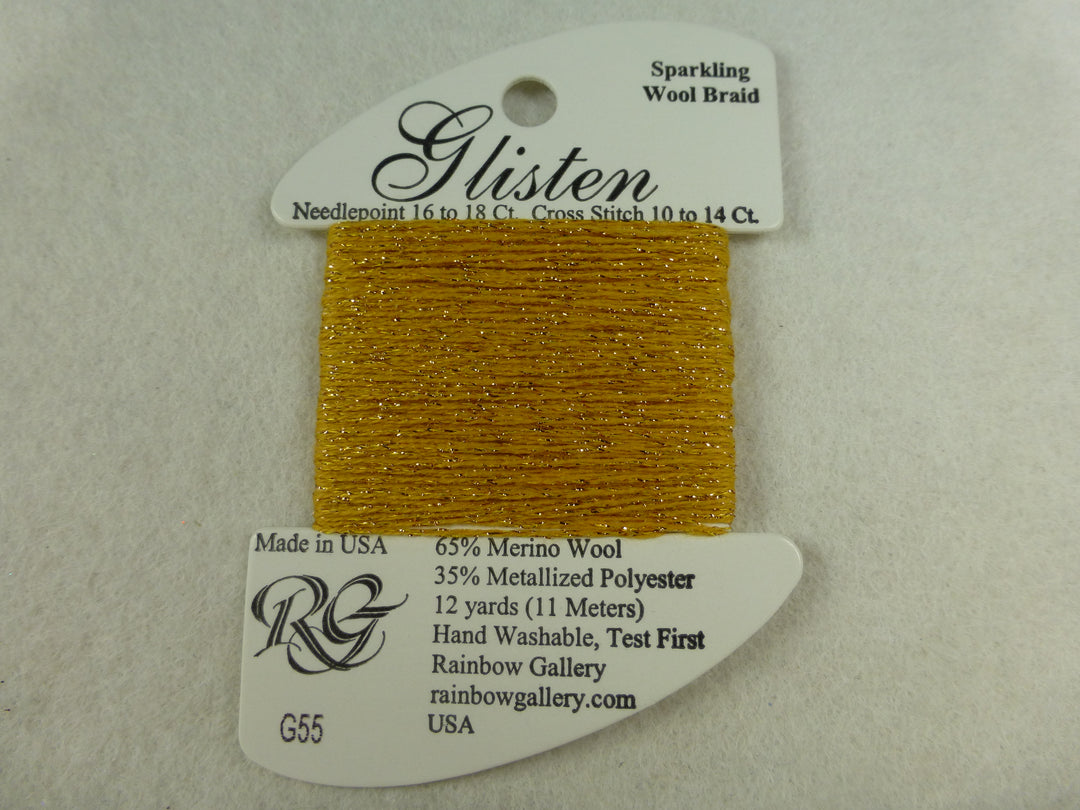 Sparkling
Wool Braid
Glisten
Needlepoint 16 to 18 Ct. Cross Stitch 10 to 14 Ct.
Made in USA
RG
G55
65% Merino Wool
35% Metallized Polyester
12 yards (11 Meters)
Hand Washable, Test First
Rainbow Gallery
rainbowgallery.com
USA